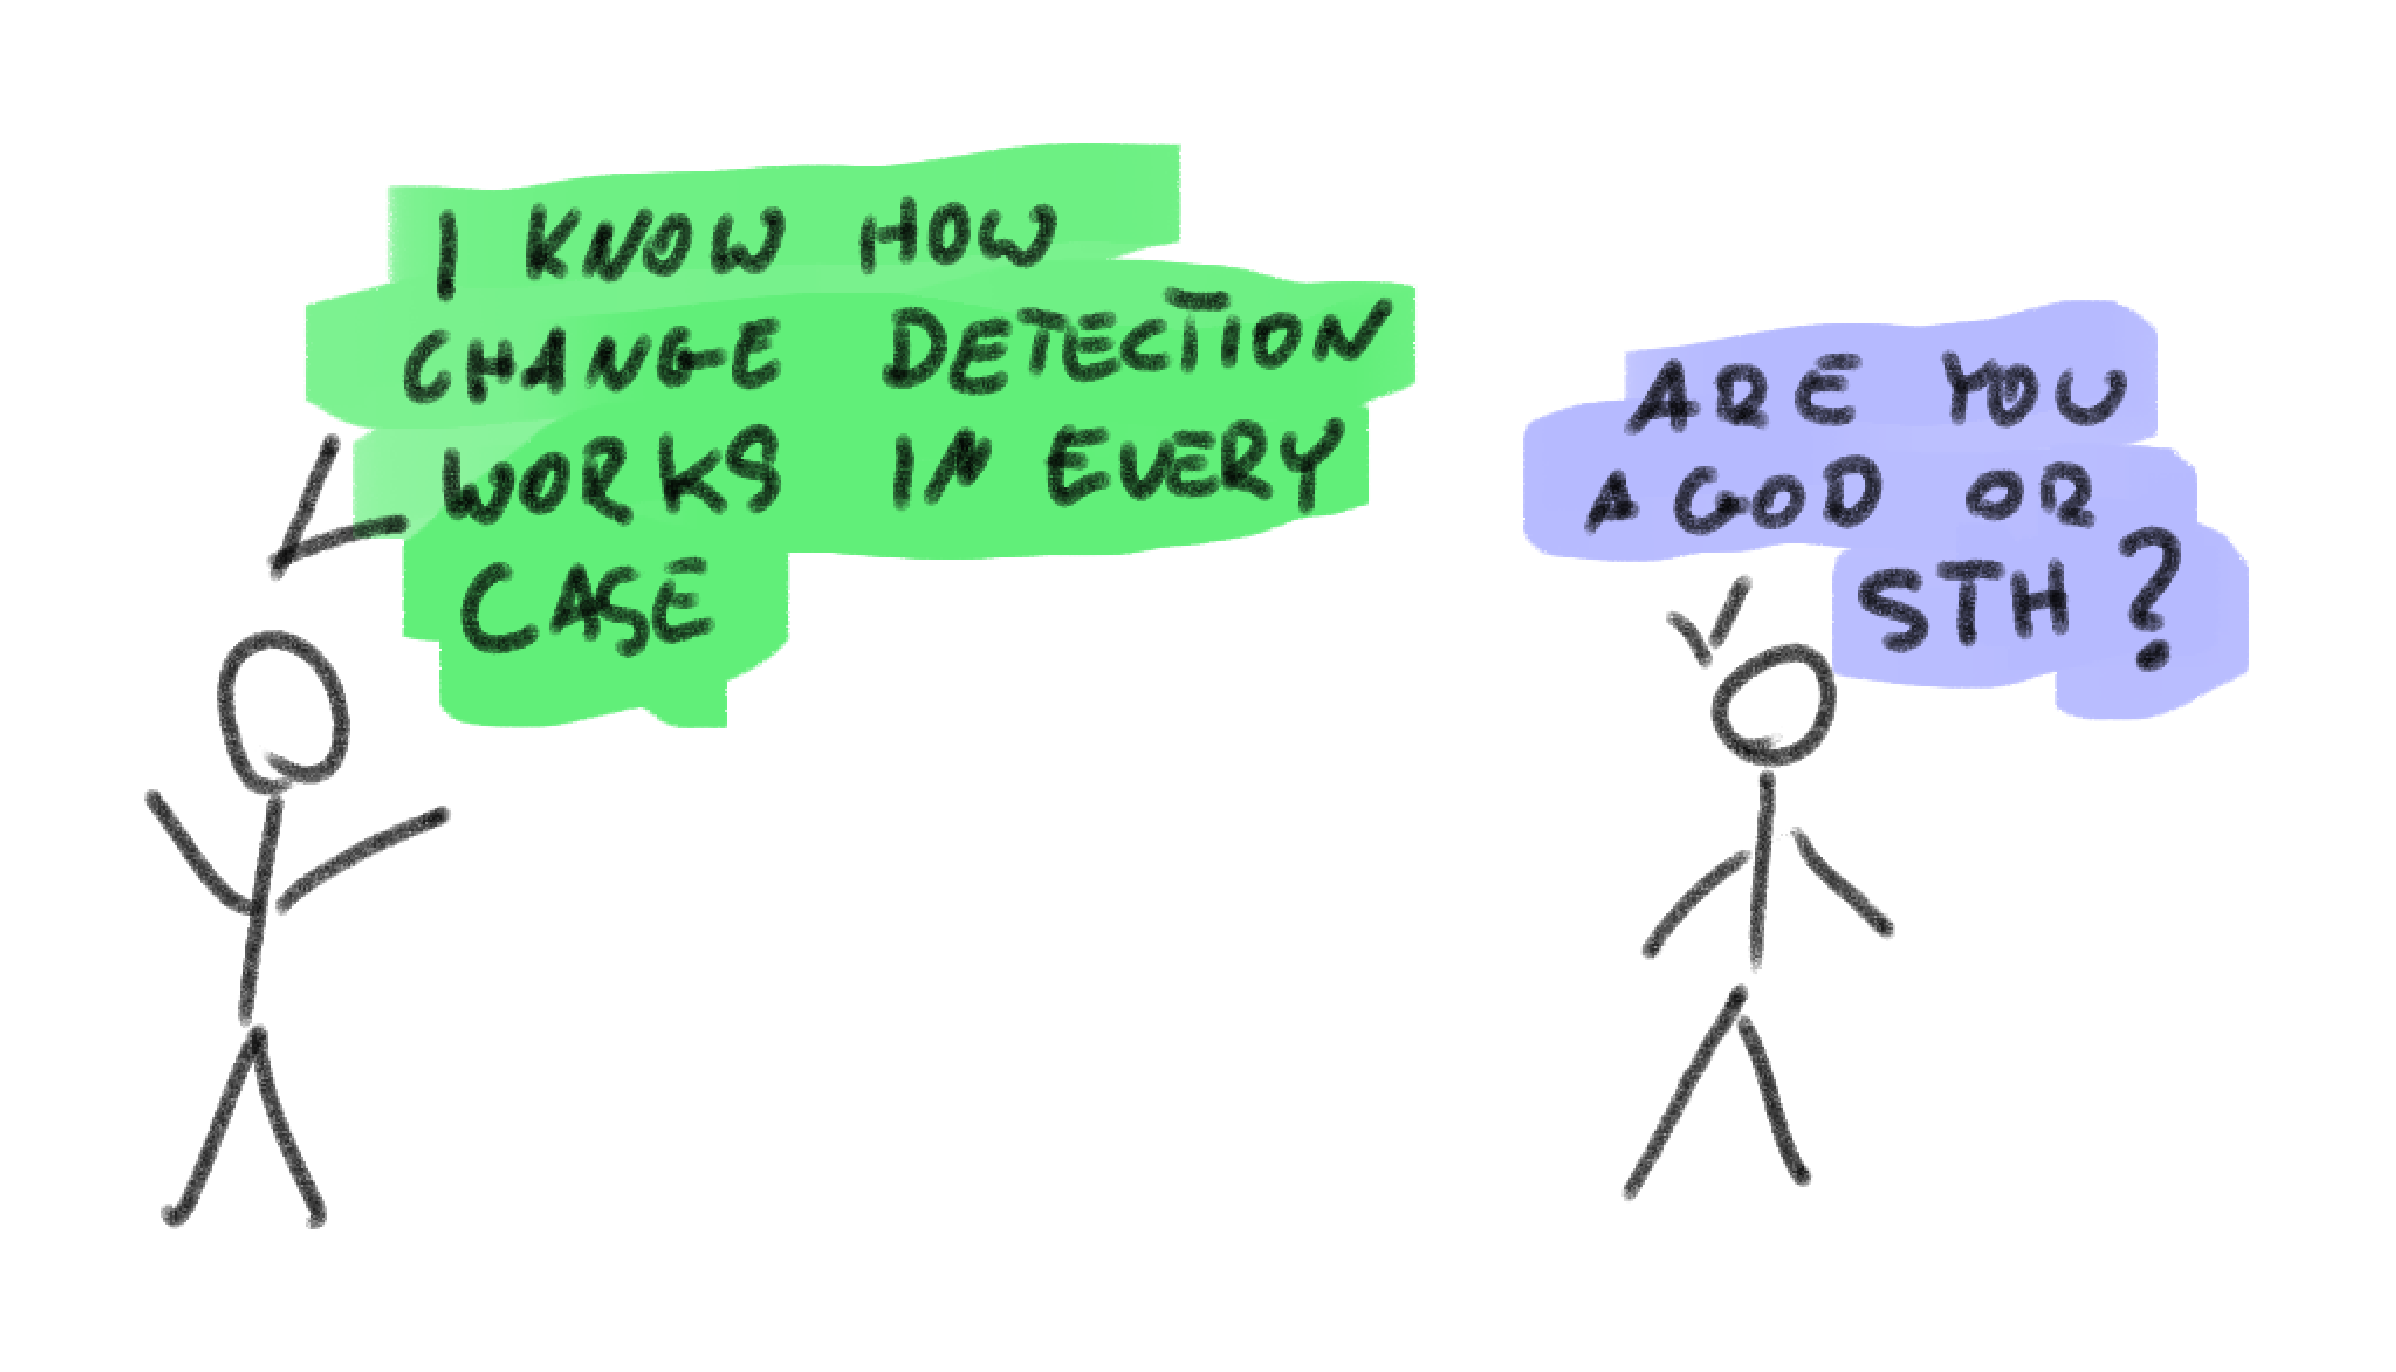 I KNOW HOW
CHANGE DETECTION
WORKS IN EVERY
CASE
ARE YOU
A GOD OR
STH?